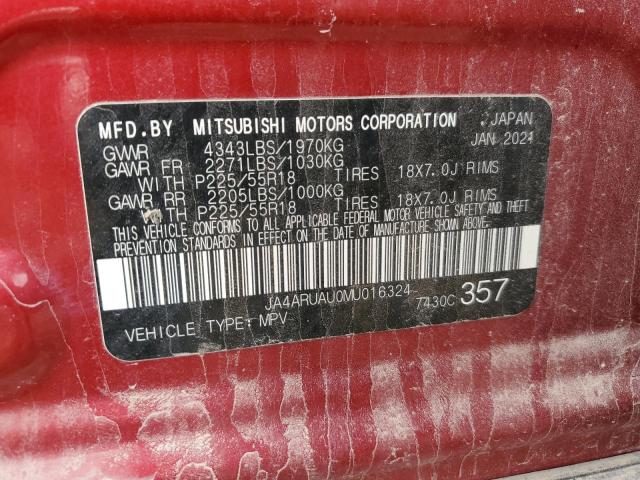 MFD.BY MITSUBISHI MOTORS CORPORATION JAPAN
GVWR 4343LBS/1970KG JAN 2021
GAWR FR 2271LBS/1030KG
WITH P225/55R18 TIRES 18X7.0J RIMS
GAWR RR 2205LBS/1000KG
WITH P225/55R18 TIRES 18X7.0J RIMS
THIS VEHICLE CONFORMS TO ALL APPLICABLE FEDERAL MOTOR VEHICLE SAFETY AND THEFT
PREVENTION STANDARDS IN EFFECT ON THE DATE OF MANUFACTURE SHOWN ABOVE.
JA4ARUAU0MU016324 7430C 357
VEHICLE TYPE:MPV